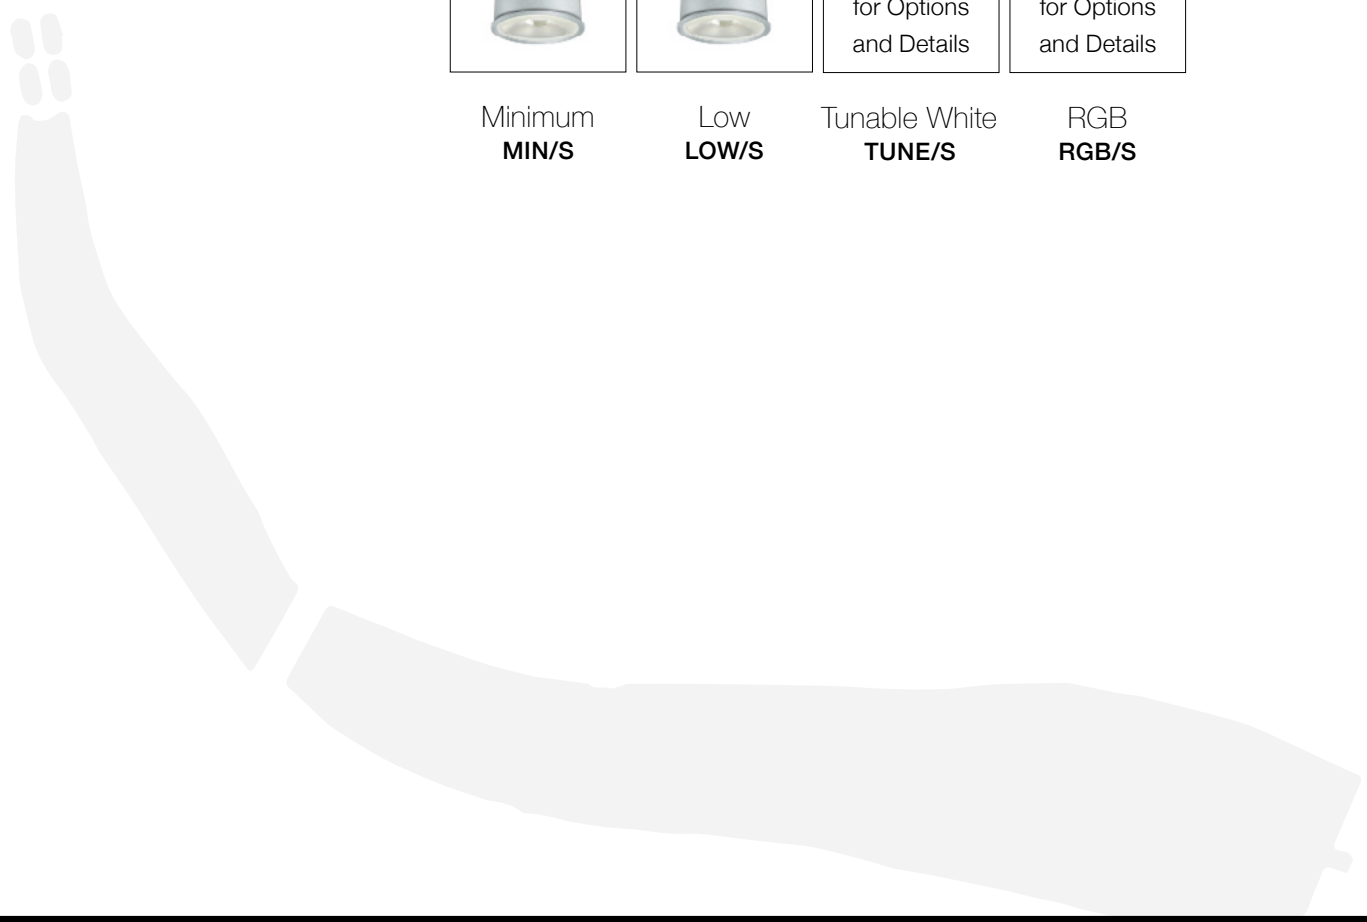 for Options
and Details
for Options
and Details
Minimum
MIN/S
Low
LOW/S
Tunable White
TUNE/S
RGB
RGB/S